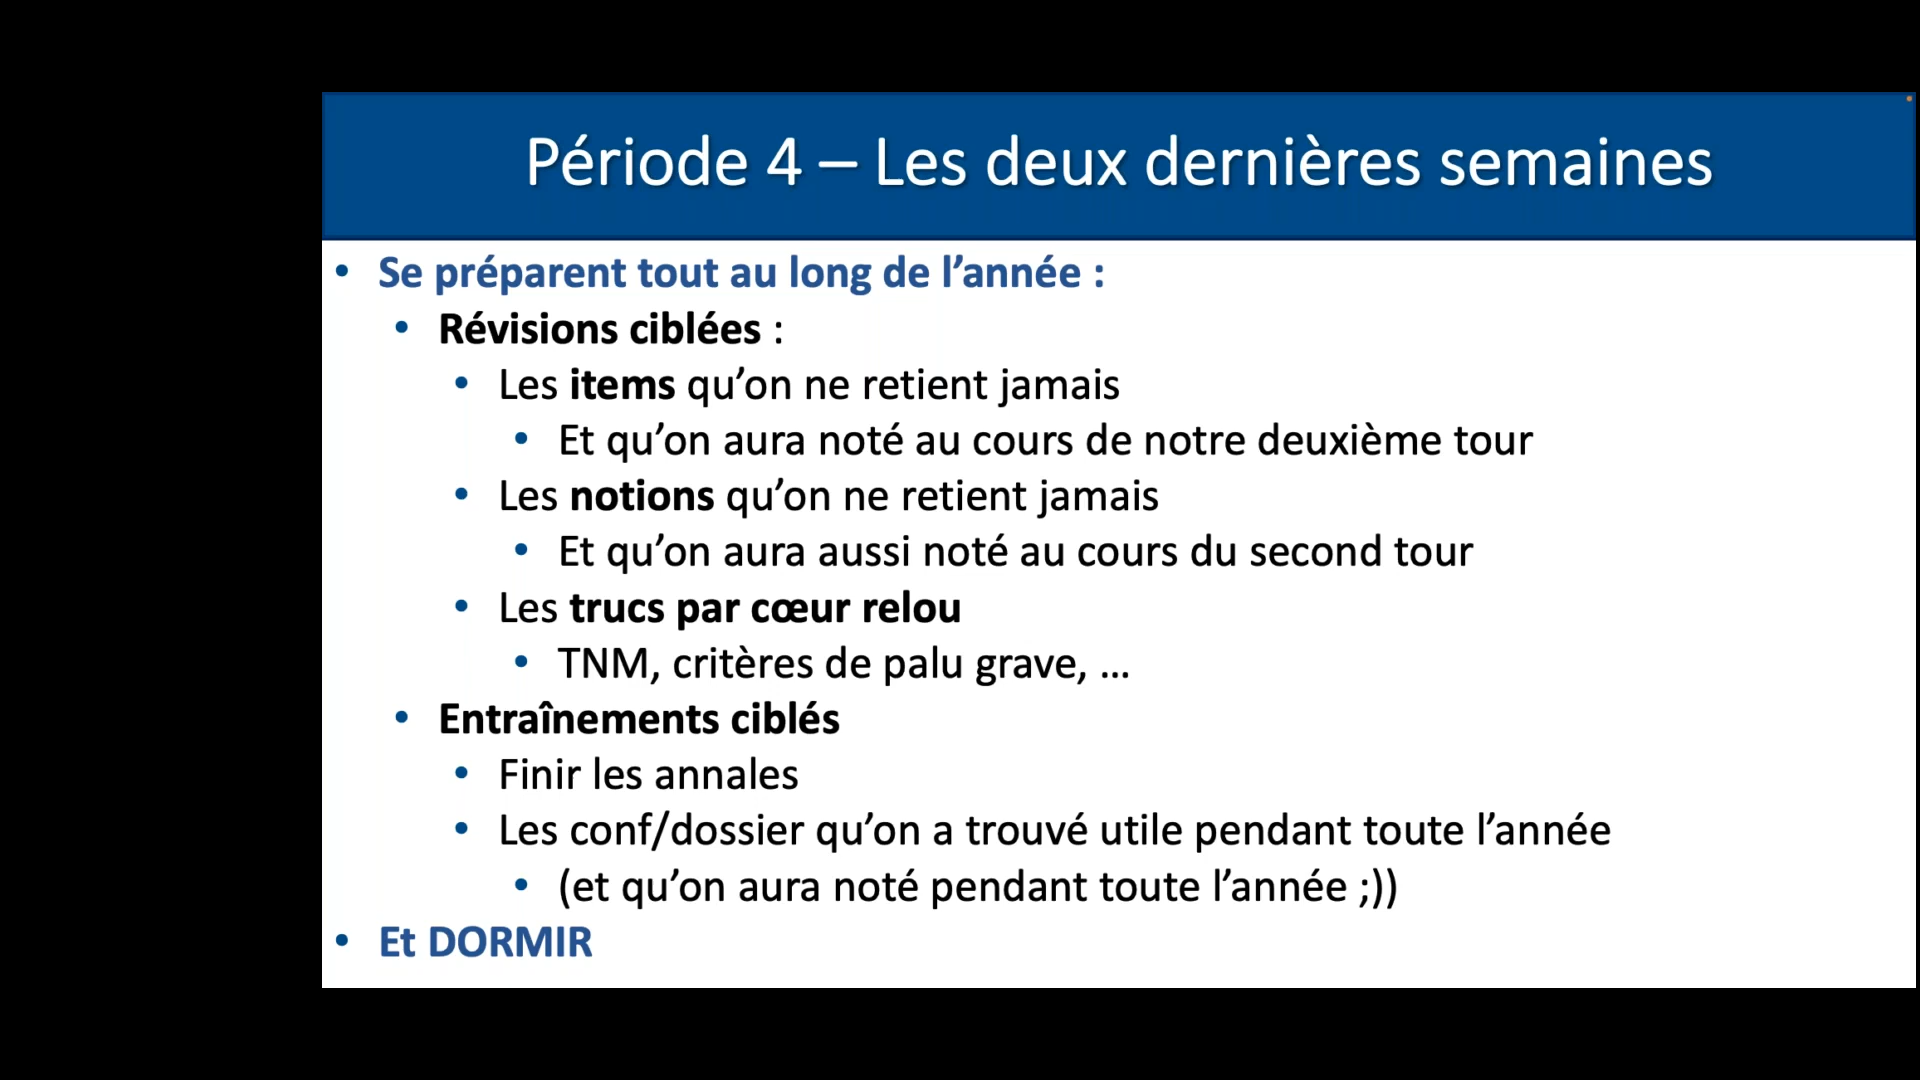 Période 4 – Les deux dernières semaines
• Se préparent tout au long de l’année :
• Révisions ciblées :
• Les items qu’on ne retient jamais
• Et qu’on aura noté au cours de notre deuxième tour
• Les notions qu’on ne retient jamais
• Et qu’on aura aussi noté au cours du second tour
• Les trucs par cœur relou
• TNM, critères de palu grave, …
• Entraînements ciblés
• Finir les annales
• Les conf/dossier qu’on a trouvé utile pendant toute l’année
• (et qu’on aura noté pendant toute l’année ;))
• Et DORMIR